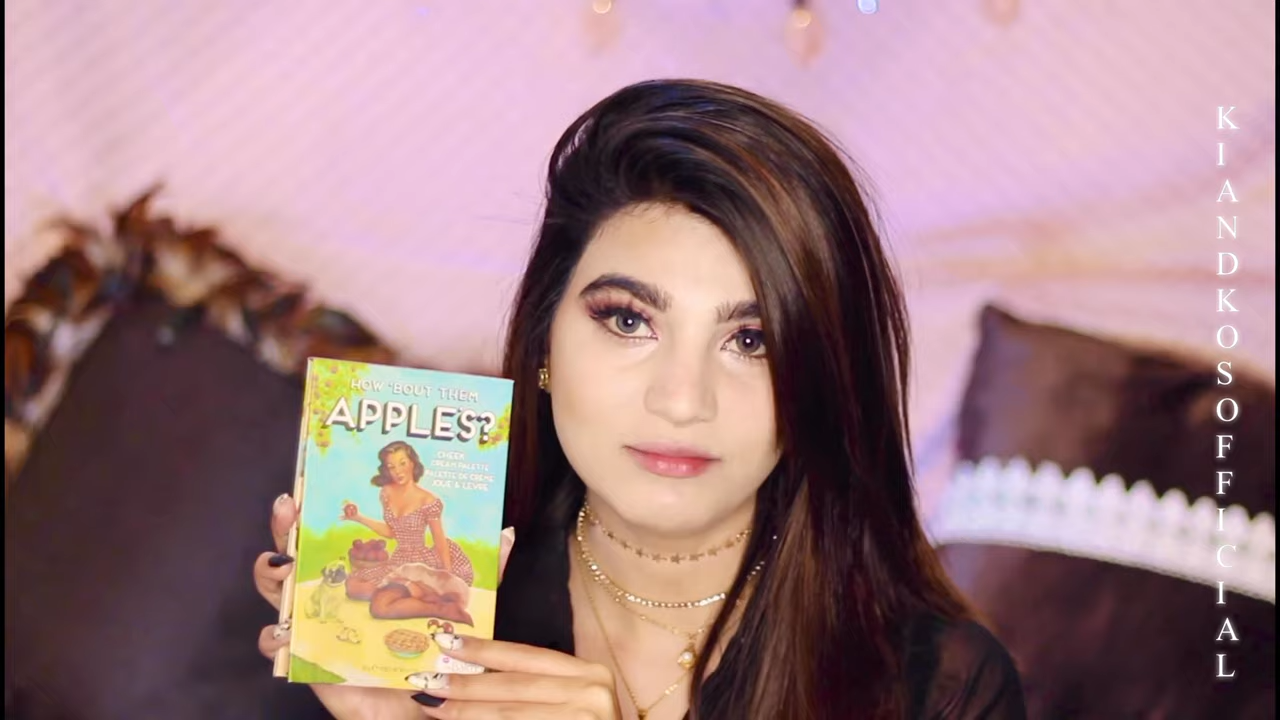 HOW 'BOUT THEM
APPLES?
CHEEK
CREAM PALETTE
PALETTE DE CRÈME
JOUE & LÈVRE
KIANDKOSOFFICIAL